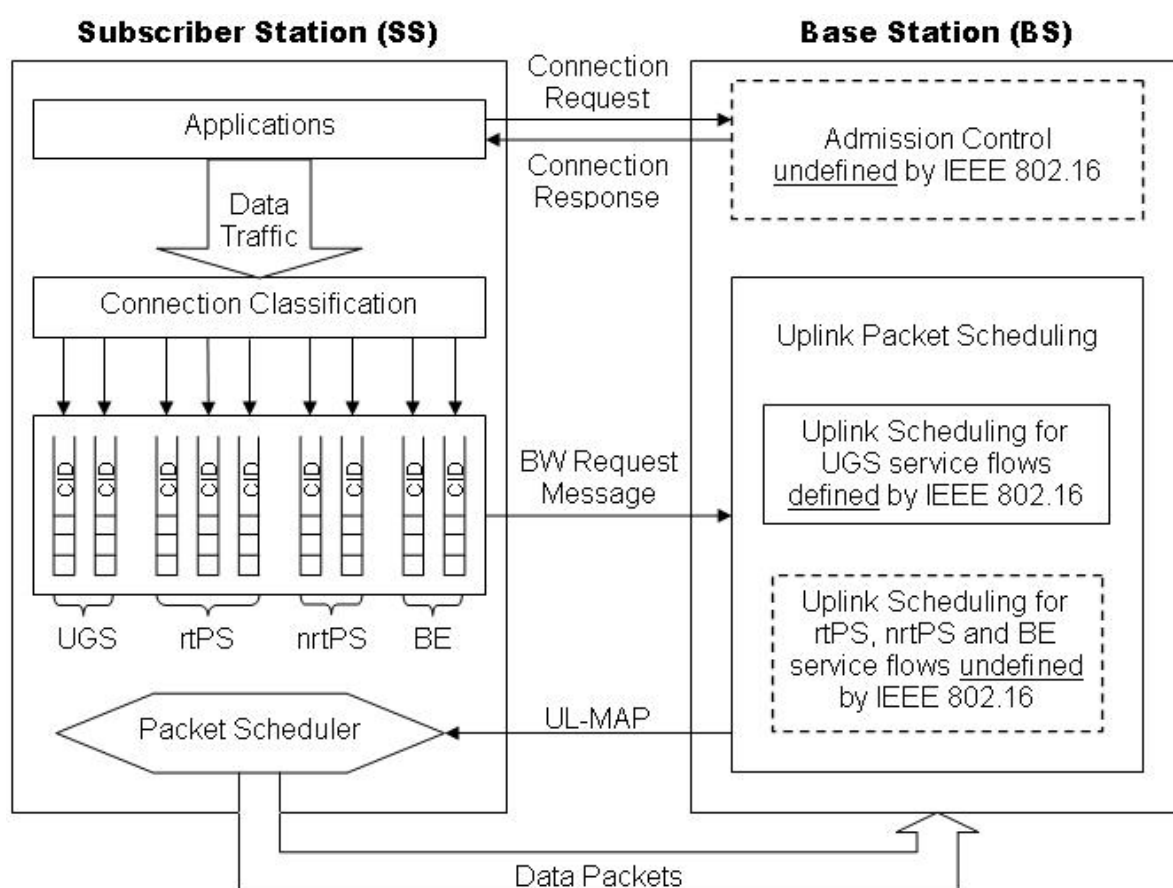 Subscriber Station (SS)
Base Station (BS)
Applications
Connection
Request
Connection
Response
Admission Control
undefined by IEEE 802.16
Data
Traffic
Connection Classification
CID
CID
CID
CID
CID
CID
CID
CID
CID
UGS
rtPS
nrtPS
BE
BW Request
Message
Uplink Packet Scheduling
Uplink Scheduling for
UGS service flows
defined by IEEE 802.16
Uplink Scheduling for
rtPS, nrtPS and BE
service flows undefined
by IEEE 802.16
Packet Scheduler
UL-MAP
Data Packets